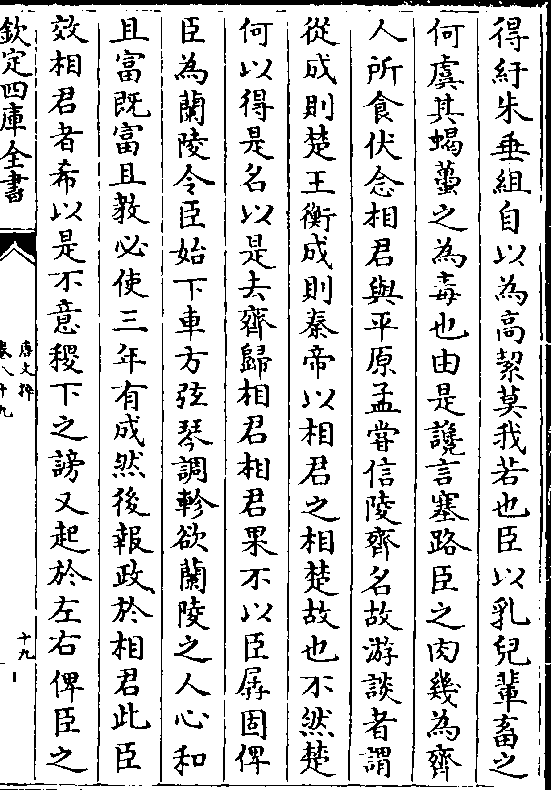 得紆朱垂組自以為高絜莫我若也臣以乳兒輩畜之
何虞其蝎蠆之為毒也由是讒言塞路臣之肉幾為齊
人所食伏念相君與平原孟甞信陵齊名故游談者謂
從成則楚王衡成則秦帝以相君之相楚故也不然楚
何以得是名以是去齊歸相君相君果不以臣孱固俾
臣為蘭陵令臣始下車方弦琴調軫欲蘭陵之人心和
且富既富且教必使三年有成然後報政於相君此臣
效相君者希以是不意稷下之謗又起於左右俾臣之
欽定四庫全書
唐文粹
卷八十九
十九